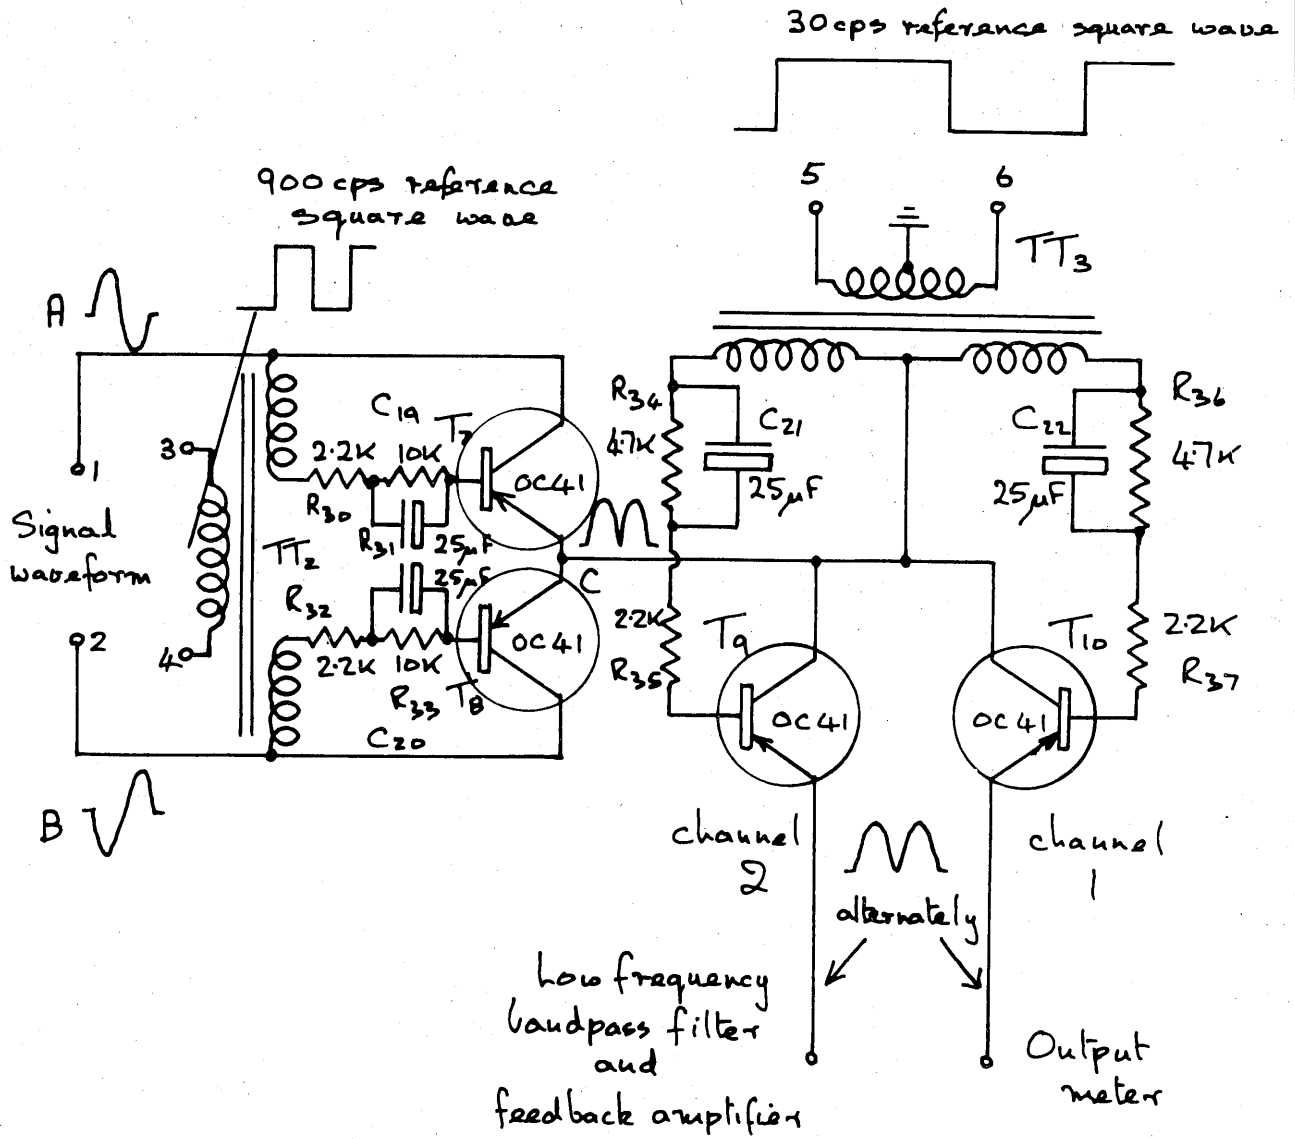 30cps reference square wave
900 cps reference
square wave
5
6
TT3
A
C19
T7
R34
C21
C22
R36
3
2.2K
10K
4.7K
4.7K
1
OC41
25µF
25µF
R30
R31
25µF
Signal
waveform
TT2
25µF
C
R32
OC41
2.2K
T9
T10
2.2K
2
4
2.2K
10K
R35
R37
R33
T8
OC41
OC41
C20
B
channel
2
channel
1
alternately
Low frequency
bandpass filter
and
feedback amplifier
Output
meter